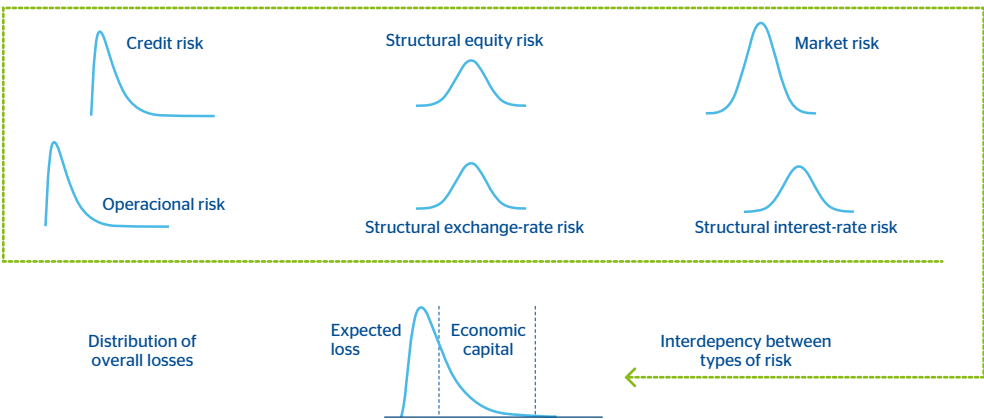 Credit risk
Structural equity risk
Market risk
Operacional risk
Structural exchange-rate risk
Structural interest-rate risk
Distribution of
overall losses
Expected
loss
Economic
capital
Interdepency between
types of risk